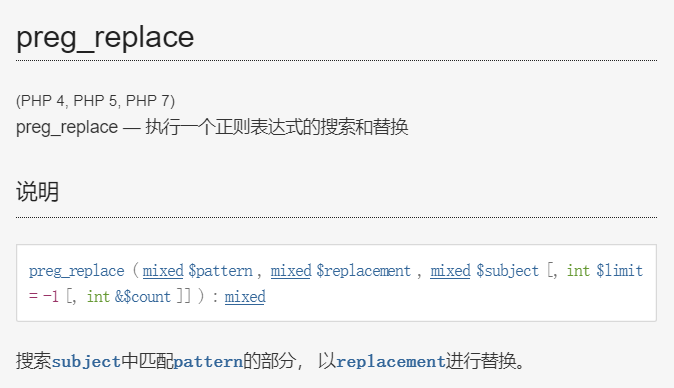 preg_replace
(PHP 4, PHP 5, PHP 7)
preg_replace — 执行一个正则表达式的搜索和替换
说明
preg_replace ( mixed $pattern , mixed $replacement , mixed $subject [, int $limit
= -1 [, int &$count ]] ) : mixed
搜索subject中匹配pattern的部分， 以replacement进行替换。